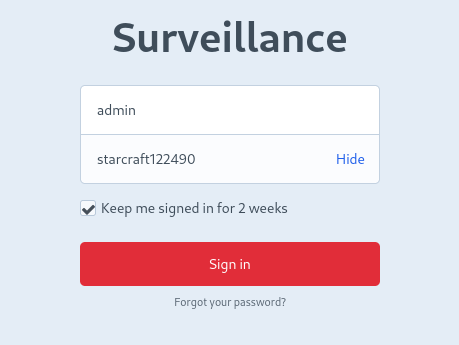 Surveillance
admin
starcraft122490 Hide
Keep me signed in for 2 weeks
Sign in
Forgot your password?